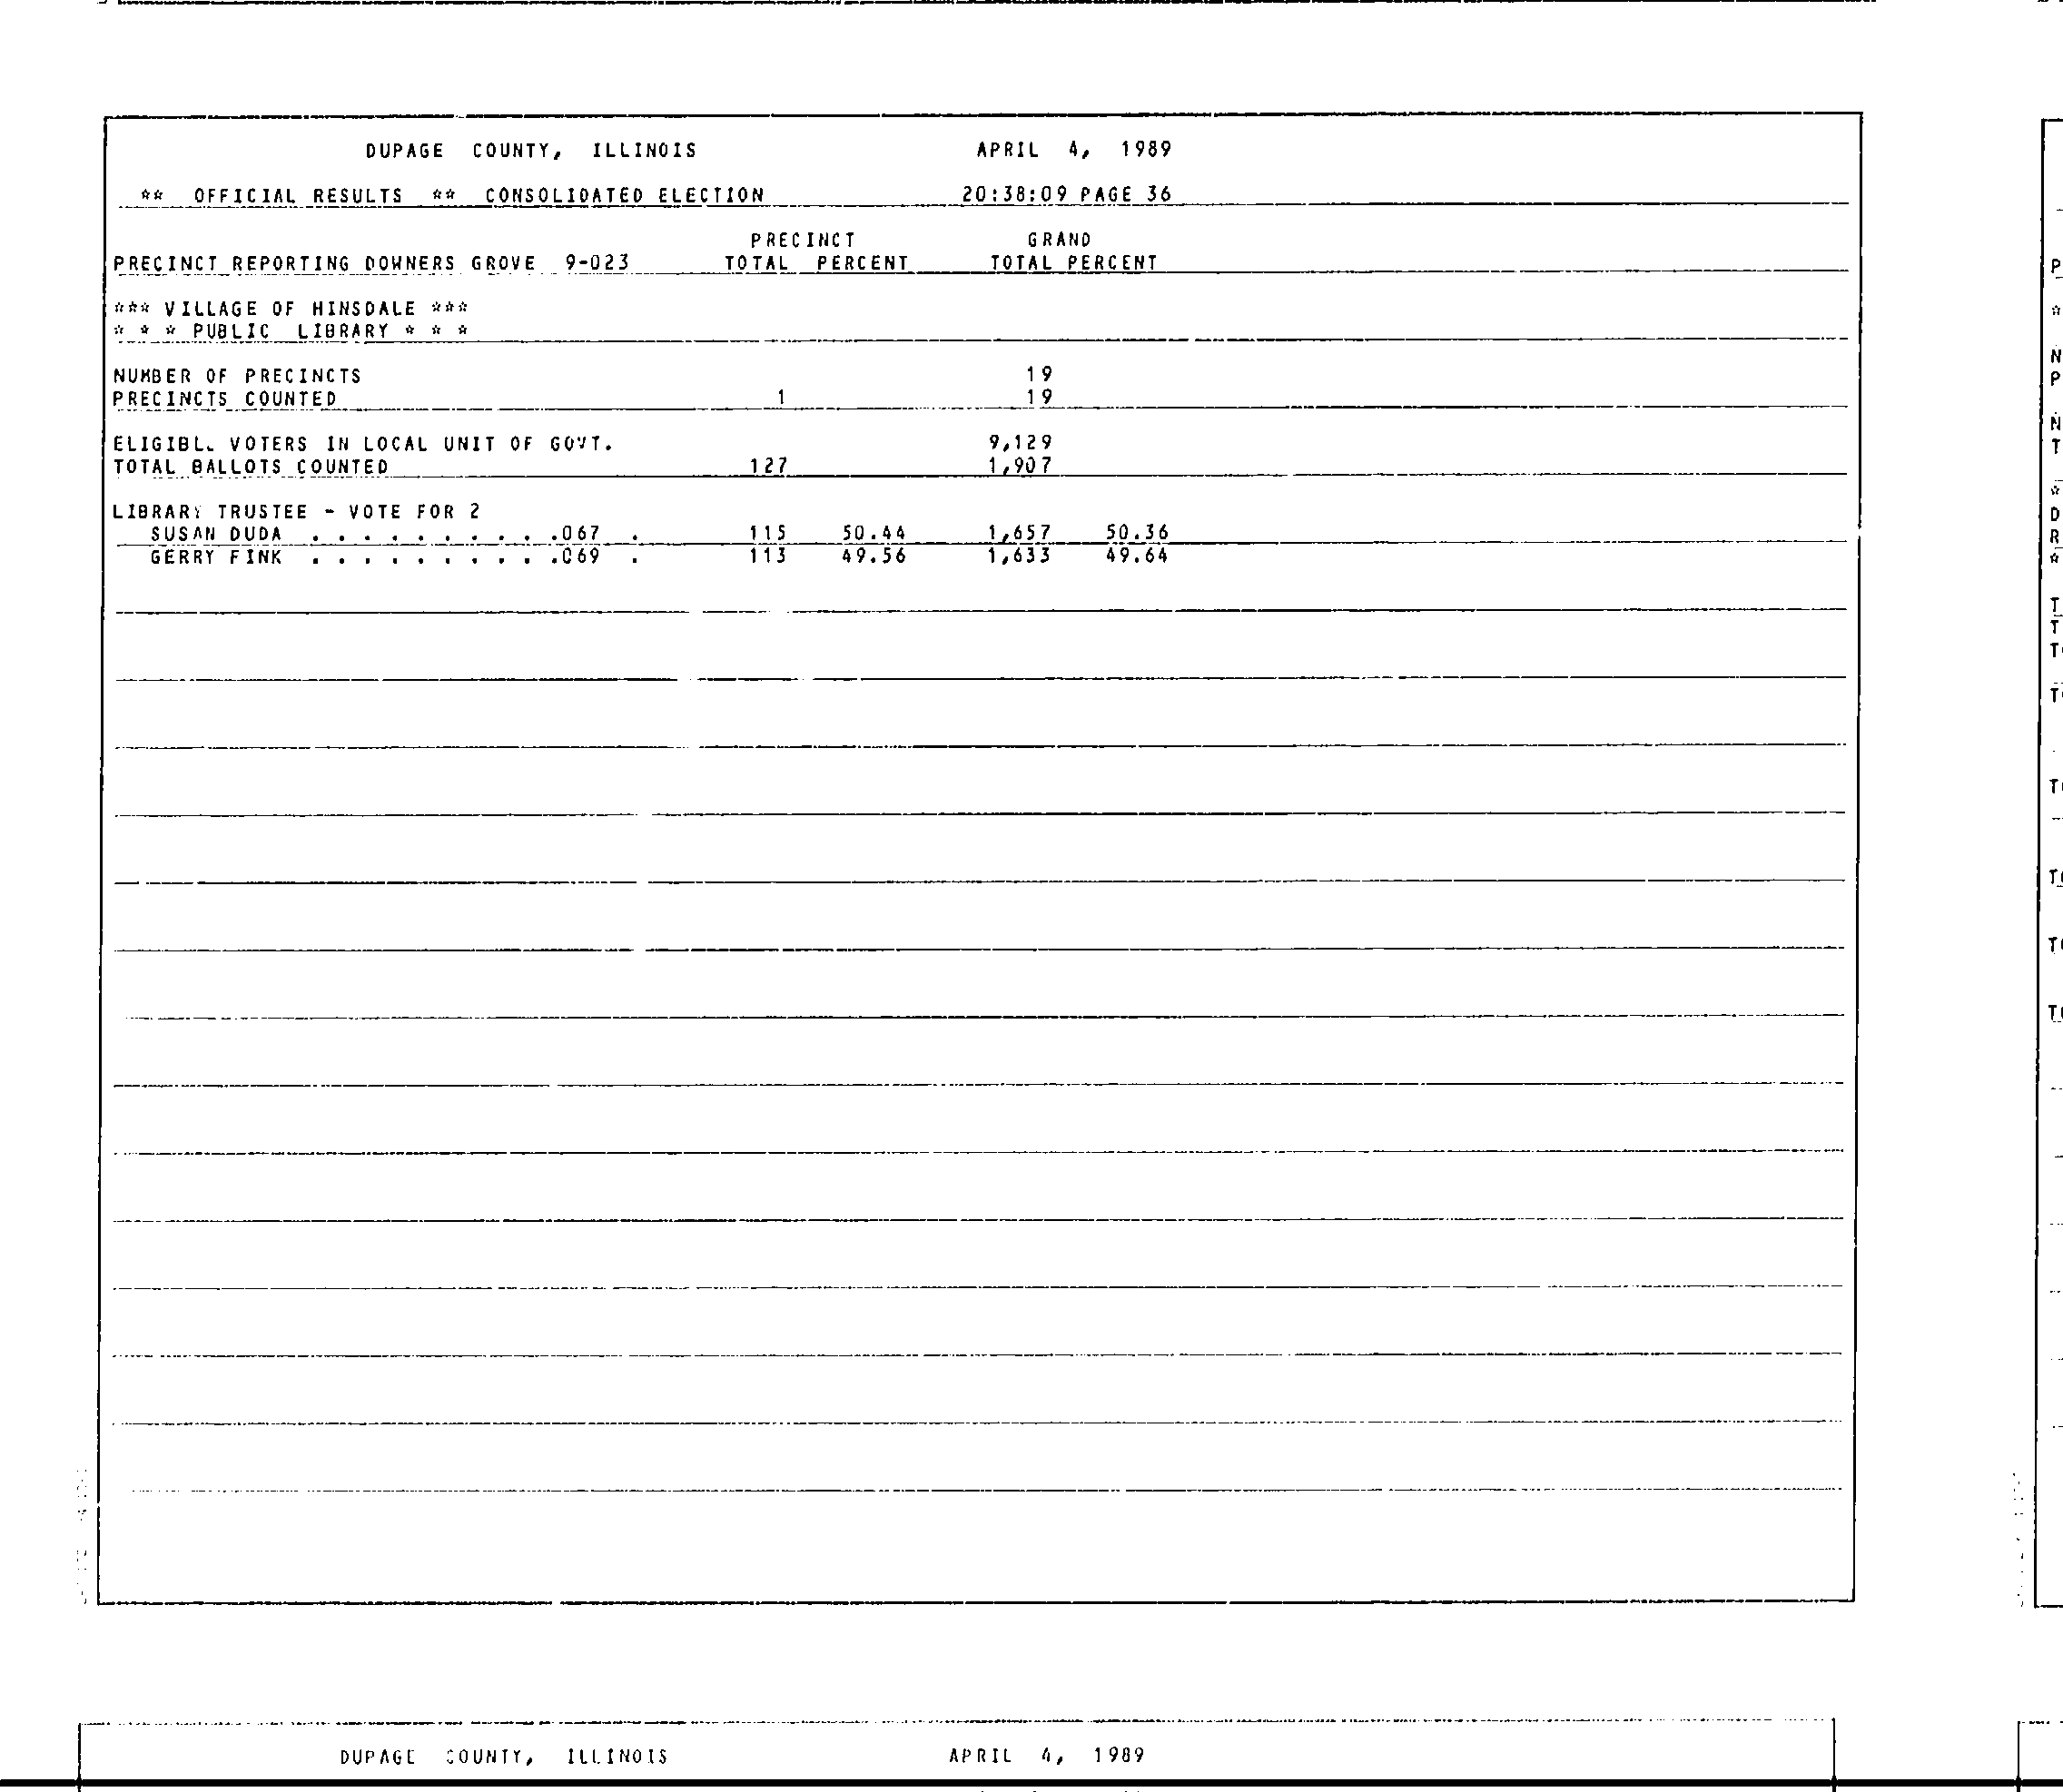 DUPAGE COUNTY, ILLINOIS APRIL 4, 1989
** OFFICIAL RESULTS ** CONSOLIDATED ELECTION 20:38:09 PAGE 36
PRECINCT GRAND
PRECINCT REPORTING DOWNERS GROVE 9-023 TOTAL PERCENT TOTAL PERCENT
*** VILLAGE OF HINSDALE ***
* * * PUBLIC LIBRARY * * *
NUMBER OF PRECINCTS 19
PRECINCTS COUNTED 1 19
ELIGIBL. VOTERS IN LOCAL UNIT OF GOVT. 9,129
TOTAL BALLOTS COUNTED 127 1,907
LIBRARY TRUSTEE - VOTE FOR 2
SUSAN DUDA . . . . . . . . . .067 . 115 50.44 1,657 50.36
GERRY FINK . . . . . . . . . .069 . 113 49.56 1,633 49.64
DUPAGE COUNTY, ILLINOIS APRIL 4, 1989